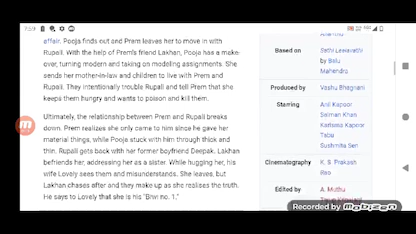 7:59
affair. Pooja finds out and Prem leaves her to move in with
Rupali. With the help of Prem's friend Lakhan, Pooja has a make-
over, turning modern and taking on modeling assignments. She
sends her mother-in-law and children to live with Prem and
Rupali. They intentionally trouble Rupali and tell Prem that she
keeps them hungry and wants to poison and kill them.
Ultimately, the relationship between Prem and Rupali breaks
down. Prem realizes she only came to him since he gave her
material things, while Pooja stuck with him through thick and
thin. Rupali gets back with her former boyfriend Deepak. Lakhan
befriends her, addressing her as a sister. While hugging her, his
wife Lovely sees them and misunderstands. She leaves, but
Lakhan chases after and they make up as she realises the truth.
He says to Lovely that she is his "Biwi no. 1."
Based on
Sathi Leelavathi
by Balu
Mahendra
Produced by
Vashu Bhagnani
Starring
Anil Kapoor
Salman Khan
Karisma Kapoor
Tabu
Sushmita Sen
Cinematography
K. S. Prakash
Rao
Edited by
A. Muthu
Recorded by Mobizen